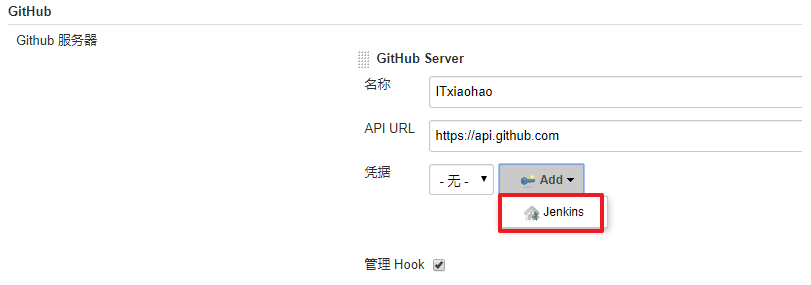 GitHub
Github 服务器
GitHub Server
名称
ITxiaohao
API URL
https://api.github.com
凭据
- 无 -
Add
Jenkins
管理 Hook